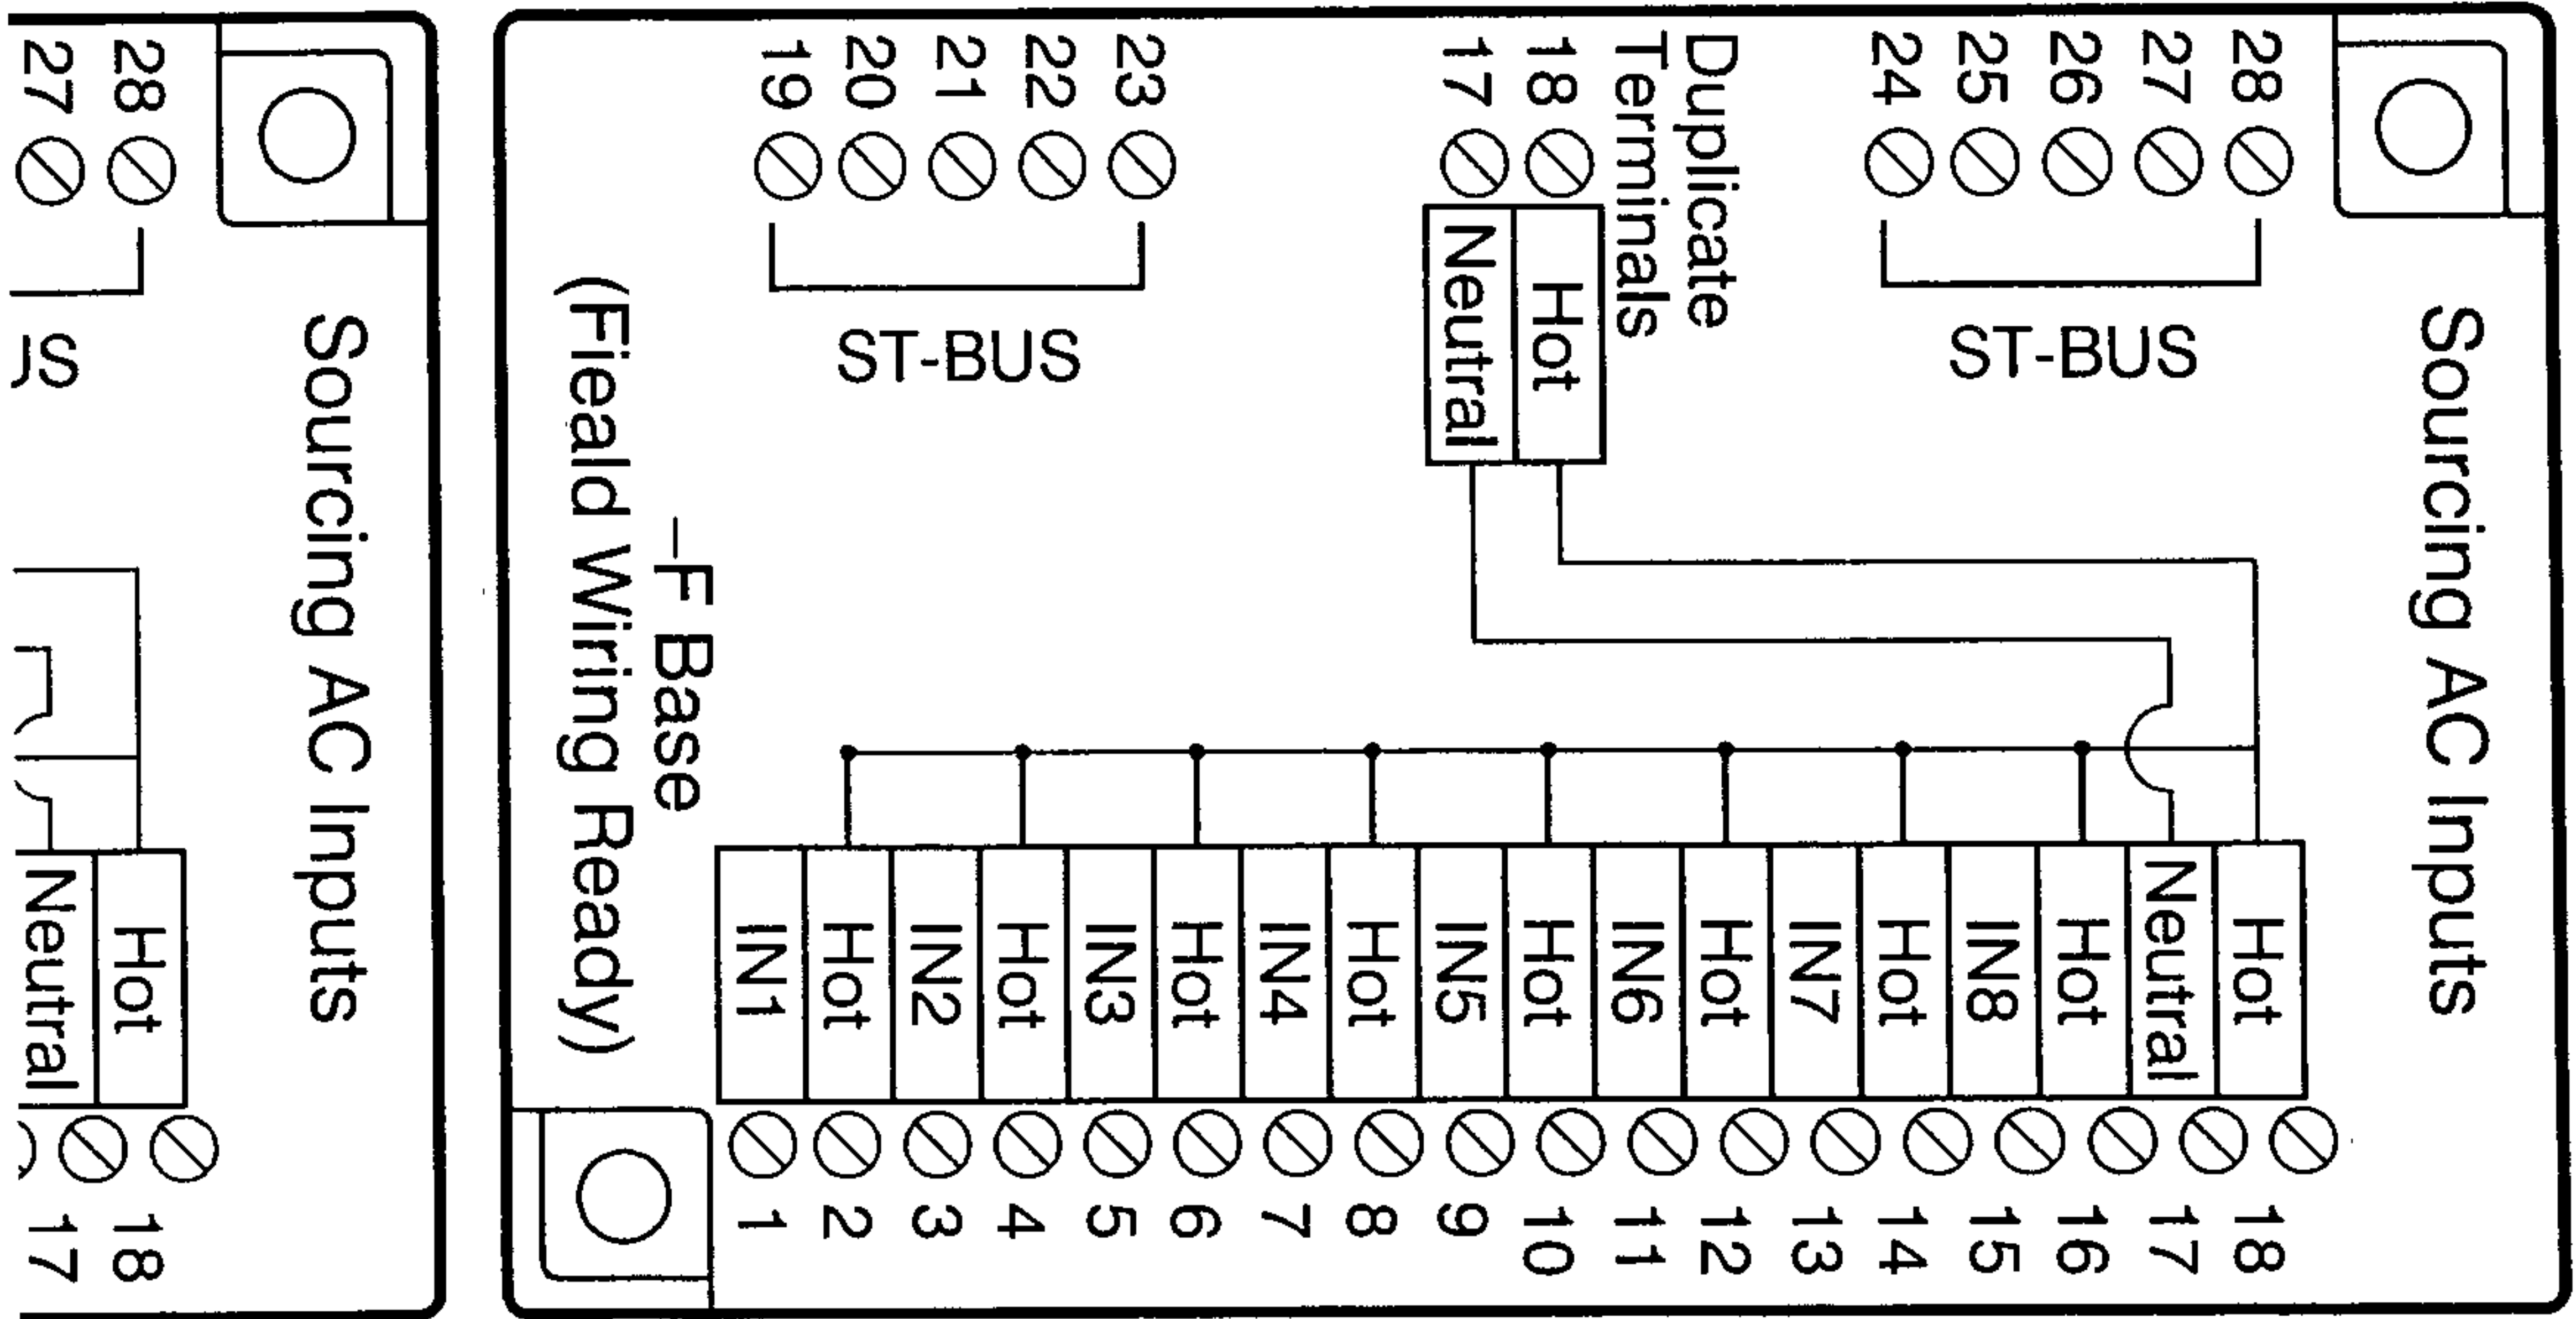 27
28
JS
Sourcing AC Inputs
Neutral
Hot
17
18
19 20 21 22 23
ST-BUS
17 18
Duplicate
Terminals
Neutral
Hot
24 25 26 27 28
ST-BUS
Sourcing AC Inputs
–F Base
(Fieald Wiring Ready)
IN1 Hot IN2 Hot IN3 Hot IN4 Hot IN5 Hot IN6 Hot IN7 Hot IN8 Hot Neutral Hot
1 2 3 4 5 6 7 8 9 10 11 12 13 14 15 16 17 18